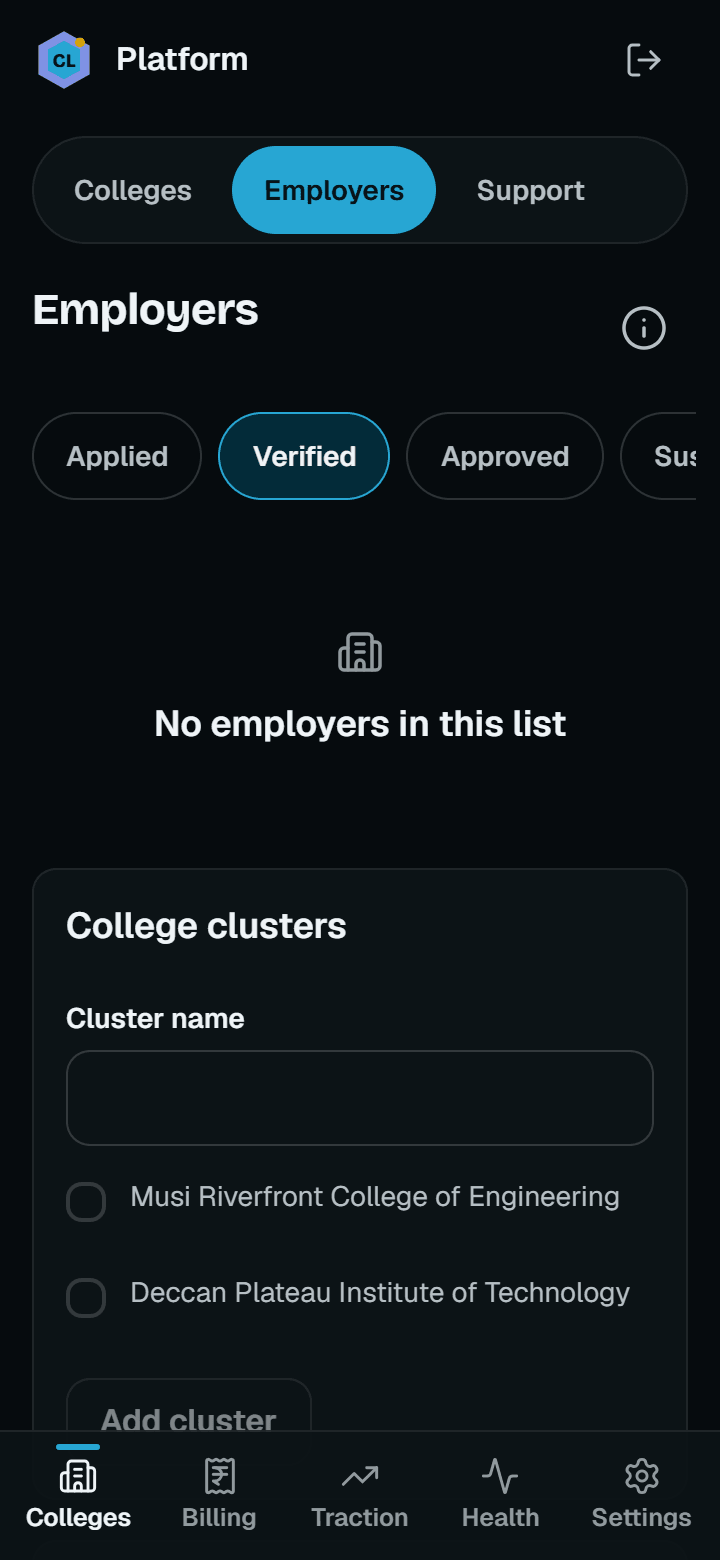 CL
Platform
Colleges
Employers
Support
Employers
Applied
Verified
Approved
Sus
No employers in this list
College clusters
Cluster name
Musi Riverfront College of Engineering
Deccan Plateau Institute of Technology
Add cluster
Colleges
Billing
Traction
Health
Settings